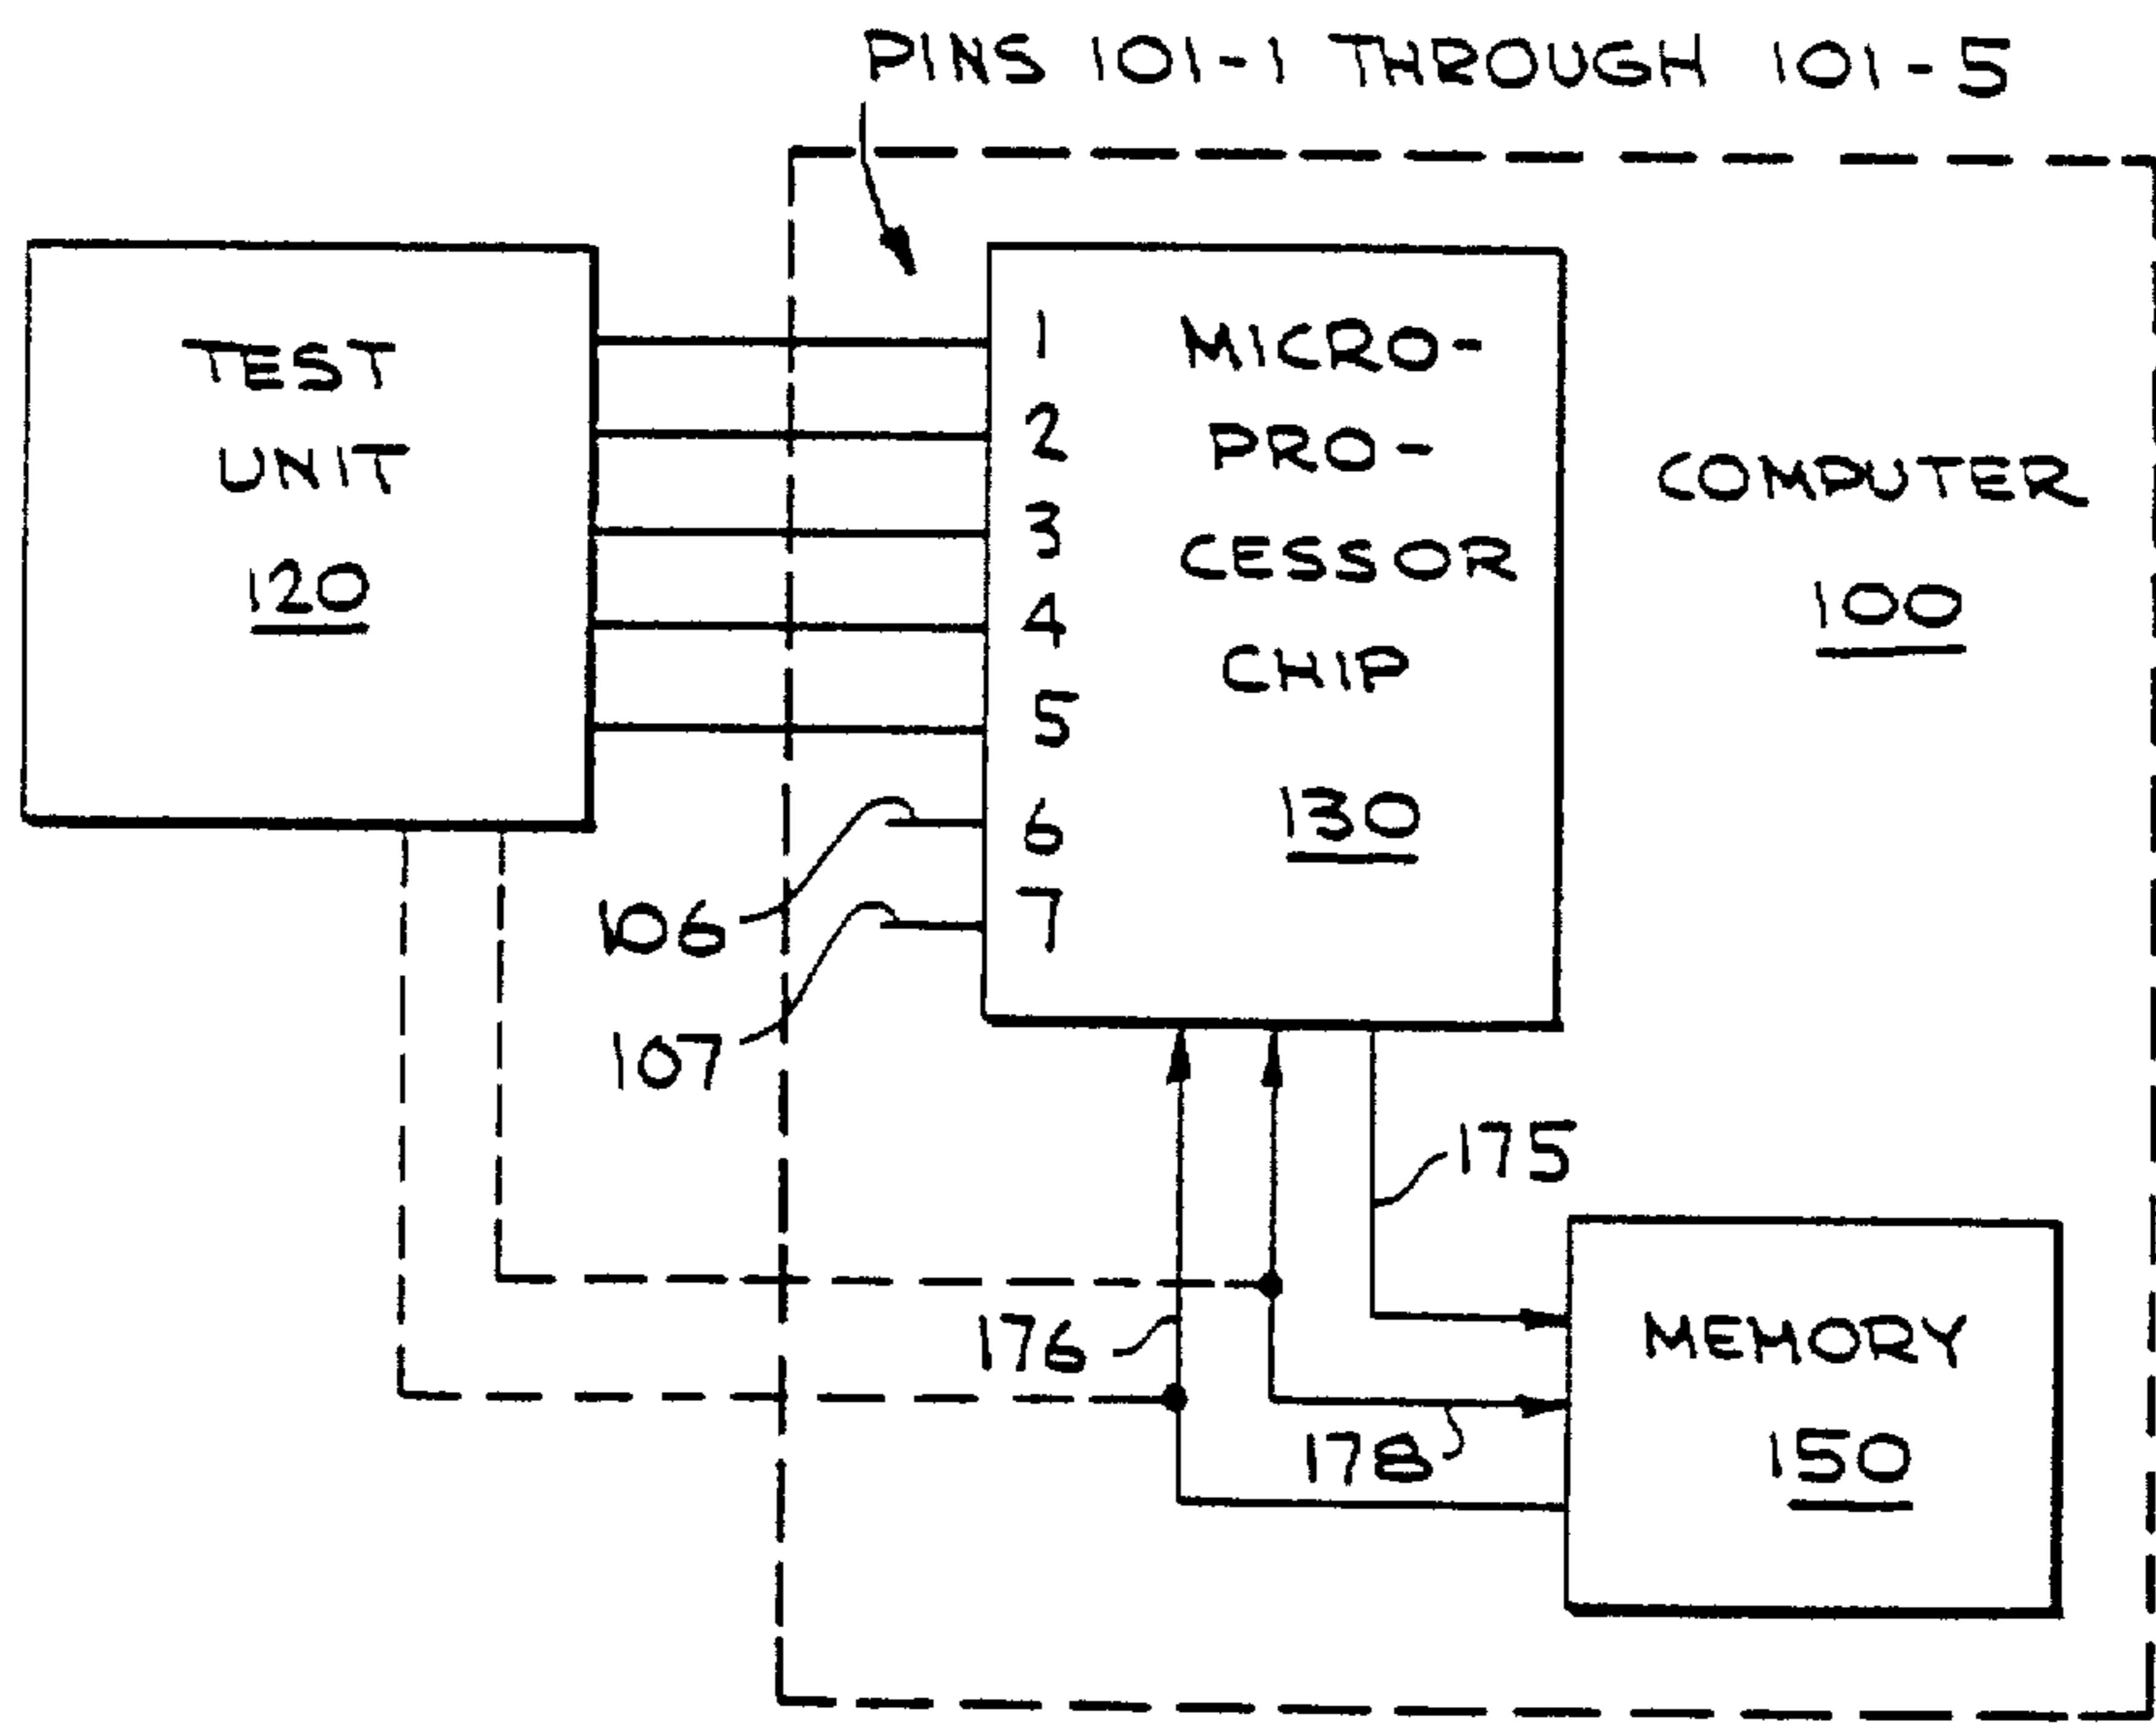 PINS 101-1 THROUGH 101-5
TEST
UNIT
120
1
2
3
4
5
6
7
MICRO-
PRO-
CESSOR
CHIP
130
COMPUTER
100
106
107
175
176
178
MEMORY
150